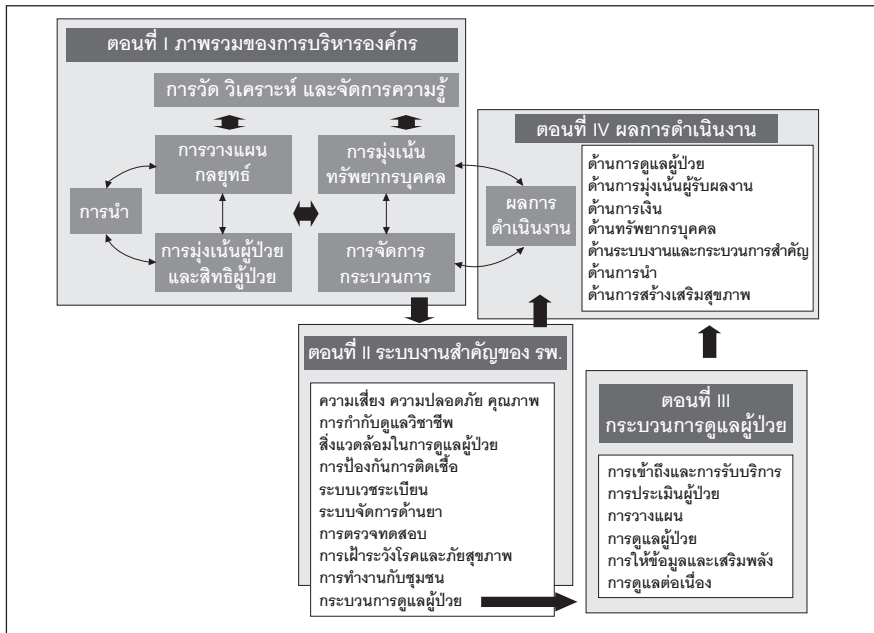 ตอนที่ I ภาพรวมของการบริหารองค์กร
การวัด วิเคราะห์ และจัดการความรู้
การวางแผน
กลยุทธ์
การมุ่งเน้น
ทรัพยากรบุคคล
การนำ
การมุ่งเน้นผู้ป่วย
และสิทธิผู้ป่วย
การจัดการ
กระบวนการ
ผลการ
ดำเนินงาน
ตอนที่ IV ผลการดำเนินงาน
ด้านการดูแลผู้ป่วย
ด้านการมุ่งเน้นผู้รับผลงาน
ด้านการเงิน
ด้านทรัพยากรบุคคล
ด้านระบบงานและกระบวนการสำคัญ
ด้านการนำ
ด้านการสร้างเสริมสุขภาพ
ตอนที่ II ระบบงานสำคัญของ รพ.
ความเสี่ยง ความปลอดภัย คุณภาพ
การกำกับดูแลวิชาชีพ
สิ่งแวดล้อมในการดูแลผู้ป่วย
การป้องกันการติดเชื้อ
ระบบเวชระเบียน
ระบบจัดการด้านยา
การตรวจทดสอบ
การเฝ้าระวังโรคและภัยสุขภาพ
การทำงานกับชุมชน
กระบวนการดูแลผู้ป่วย
ตอนที่ III
กระบวนการดูแลผู้ป่วย
การเข้าถึงและการรับบริการ
การประเมินผู้ป่วย
การวางแผน
การดูแลผู้ป่วย
การให้ข้อมูลและเสริมพลัง
การดูแลต่อเนื่อง